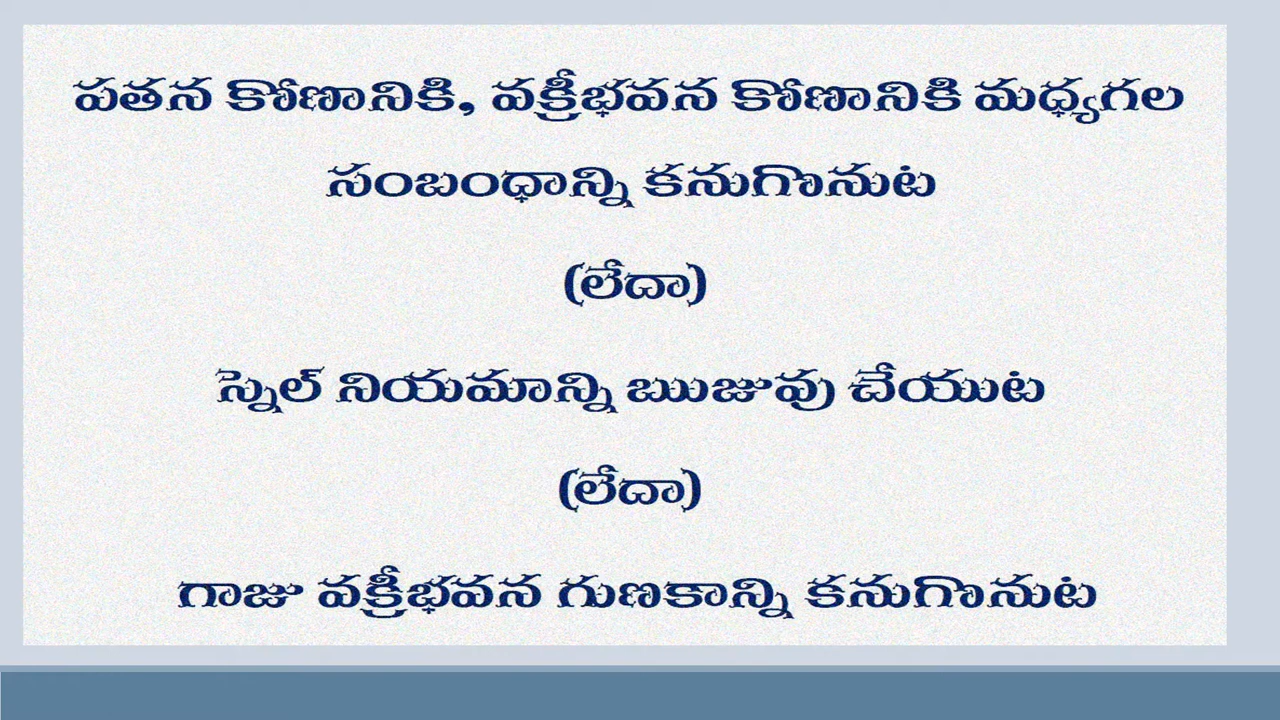 పతన కోణానికి, వక్రీభవన కోణానికి మధ్యగల
సంబంధాన్ని కనుగొనుట
(లేదా)
స్నెల్ నియమాన్ని ఋజువు చేయుట
(లేదా)
గాజు వక్రీభవన గుణకాన్ని కనుగొనుట